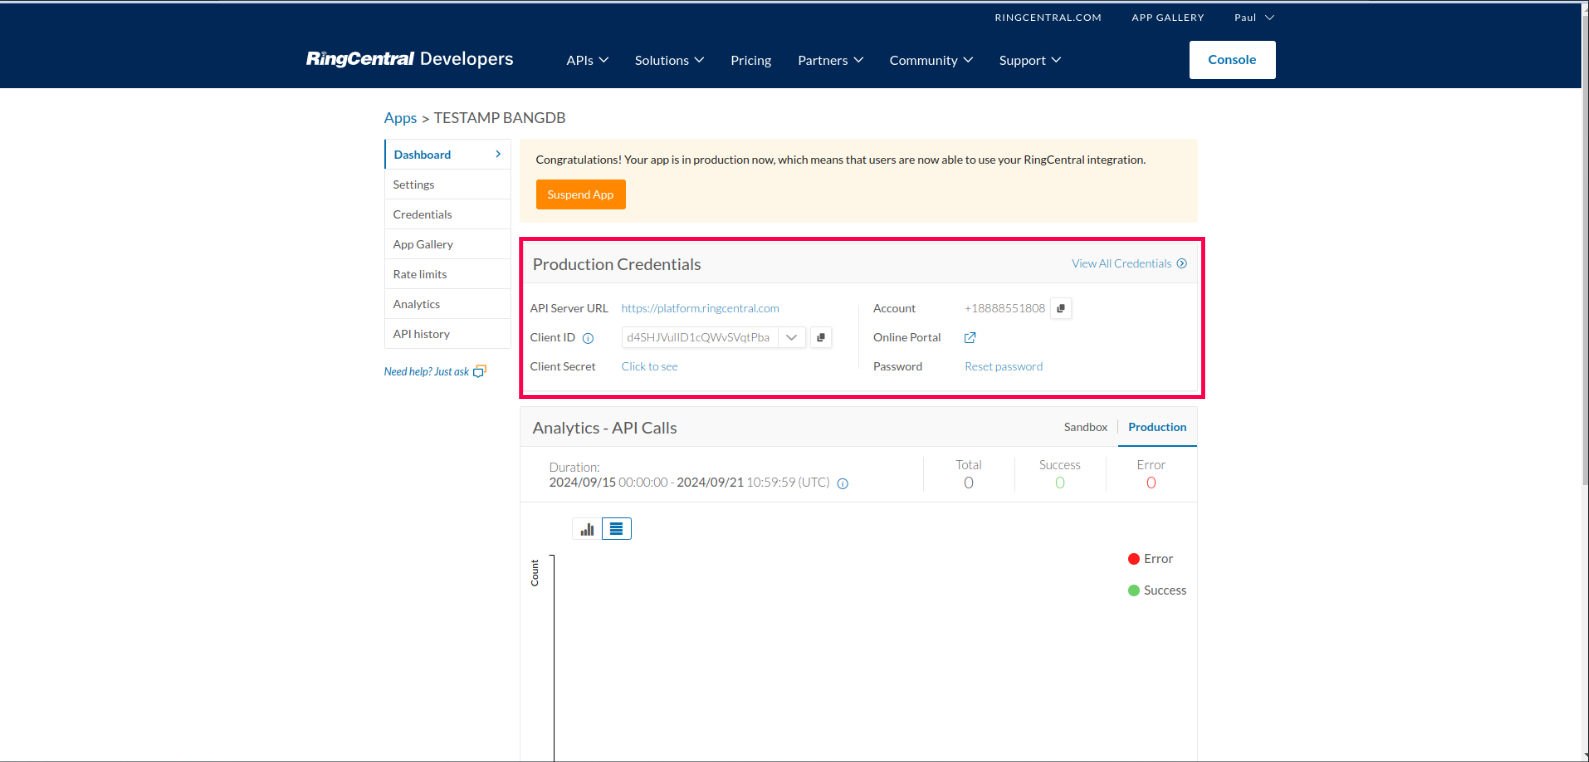 RINGCENTRAL.COM APP GALLERY Paul
RingCentral Developers APIs Solutions Pricing Partners Community Support Console
Apps > TESTAMP BANGDB
Dashboard
Settings
Credentials
App Gallery
Rate limits
Analytics
API history
Need help? Just ask
Congratulations! Your app is in production now, which means that users are now able to use your RingCentral integration.
Suspend App
Production Credentials View All Credentials
API Server URL https://platform.ringcentral.com
Client ID d4SHJVuIID1cQWvSVqtPba
Client Secret Click to see
Account +18888551808
Online Portal
Password Reset password
Analytics - API Calls Sandbox Production
Duration:
2024/09/15 00:00:00 - 2024/09/21 10:59:59 (UTC)
Total Success Error
0 0 0
Count
Error
Success